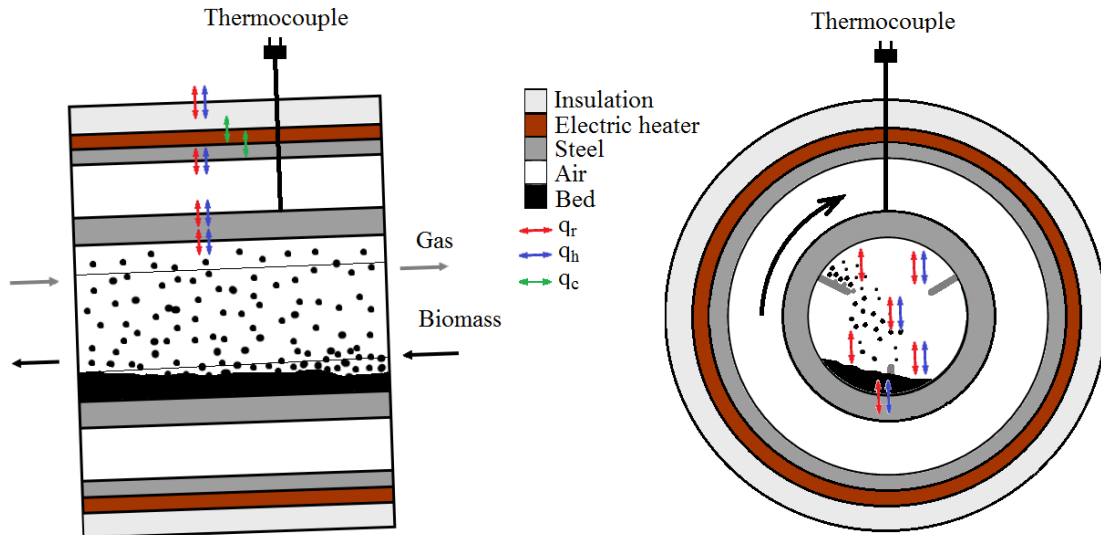 Thermocouple
Thermocouple
Insulation
Electric heater
Steel
Air
Bed
q_r
q_h
q_c
Gas
Biomass